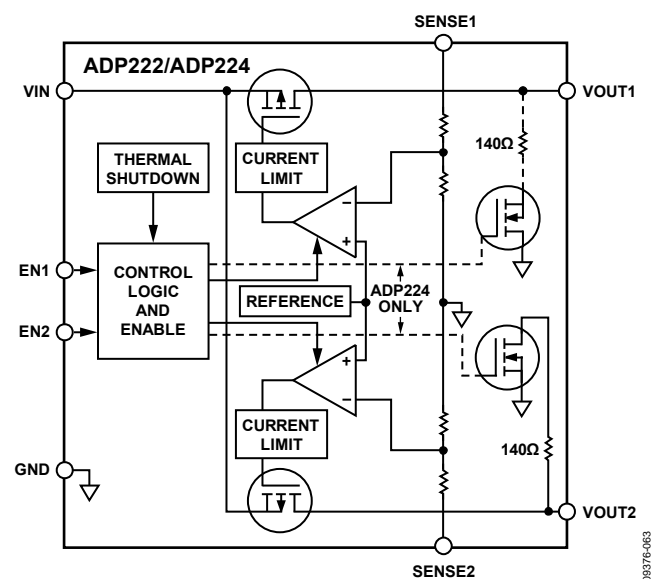 SENSE1
ADP222/ADP224
VIN
VOUT1
THERMAL
SHUTDOWN
CURRENT
LIMIT
140Ω
–
+
EN1
CONTROL
LOGIC
AND
ENABLE
REFERENCE
ADP224
ONLY
EN2
+
–
CURRENT
LIMIT
140Ω
GND
VOUT2
SENSE2
09376-063